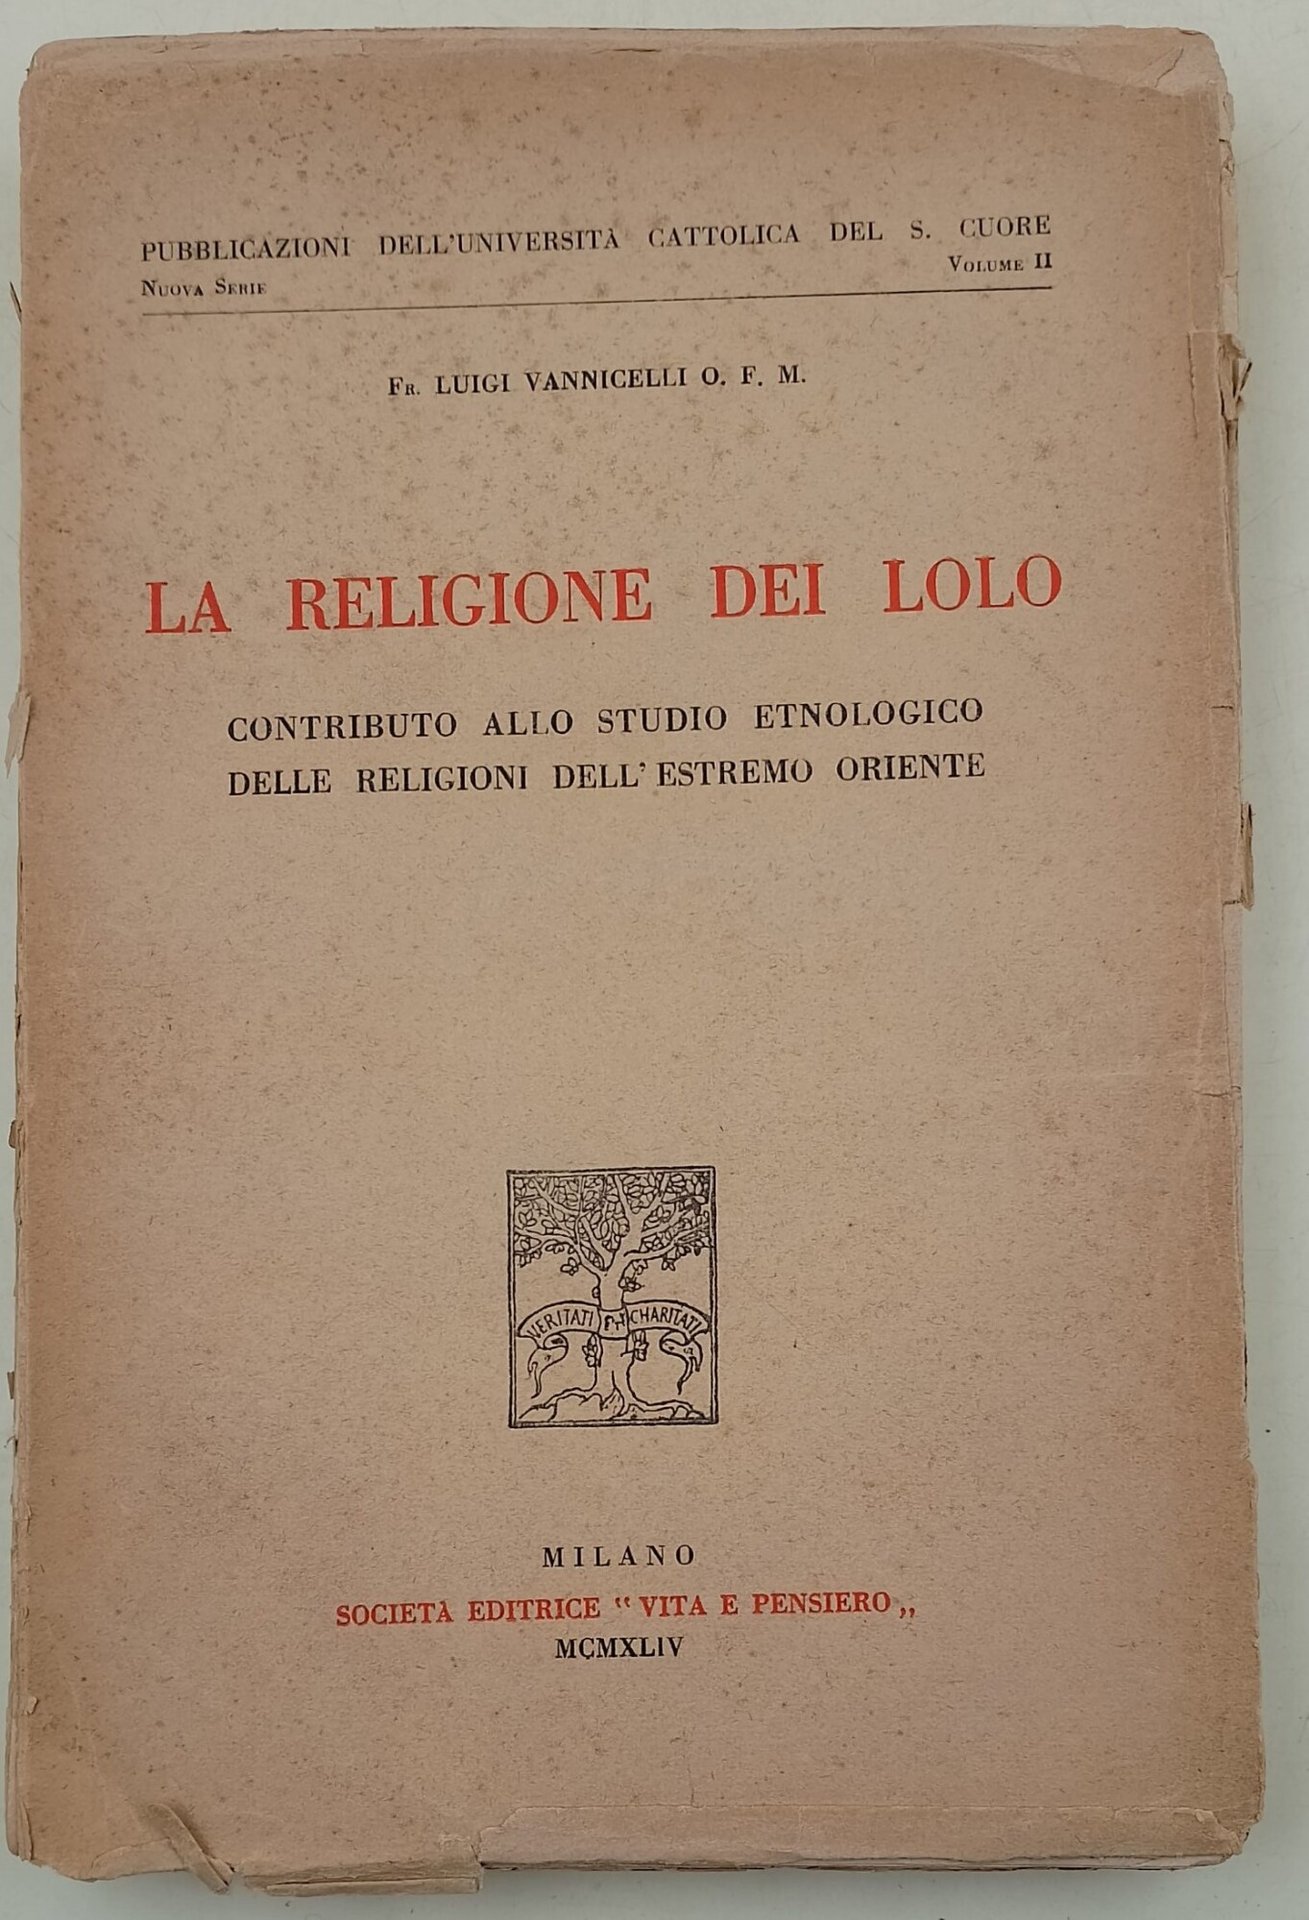 PUBBLICAZIONI DELL'UNIVERSITÀ CATTOLICA DEL S. CUORE
NUOVA SERIE VOLUME II
FR. LUIGI VANNICELLI O. F. M.
LA RELIGIONE DEI LOLO
CONTRIBUTO ALLO STUDIO ETNOLOGICO
DELLE RELIGIONI DELL' ESTREMO ORIENTE
VERITATI CHARITATI
MILANO
SOCIETÀ EDITRICE “ VITA E PENSIERO „
MCMXLIV